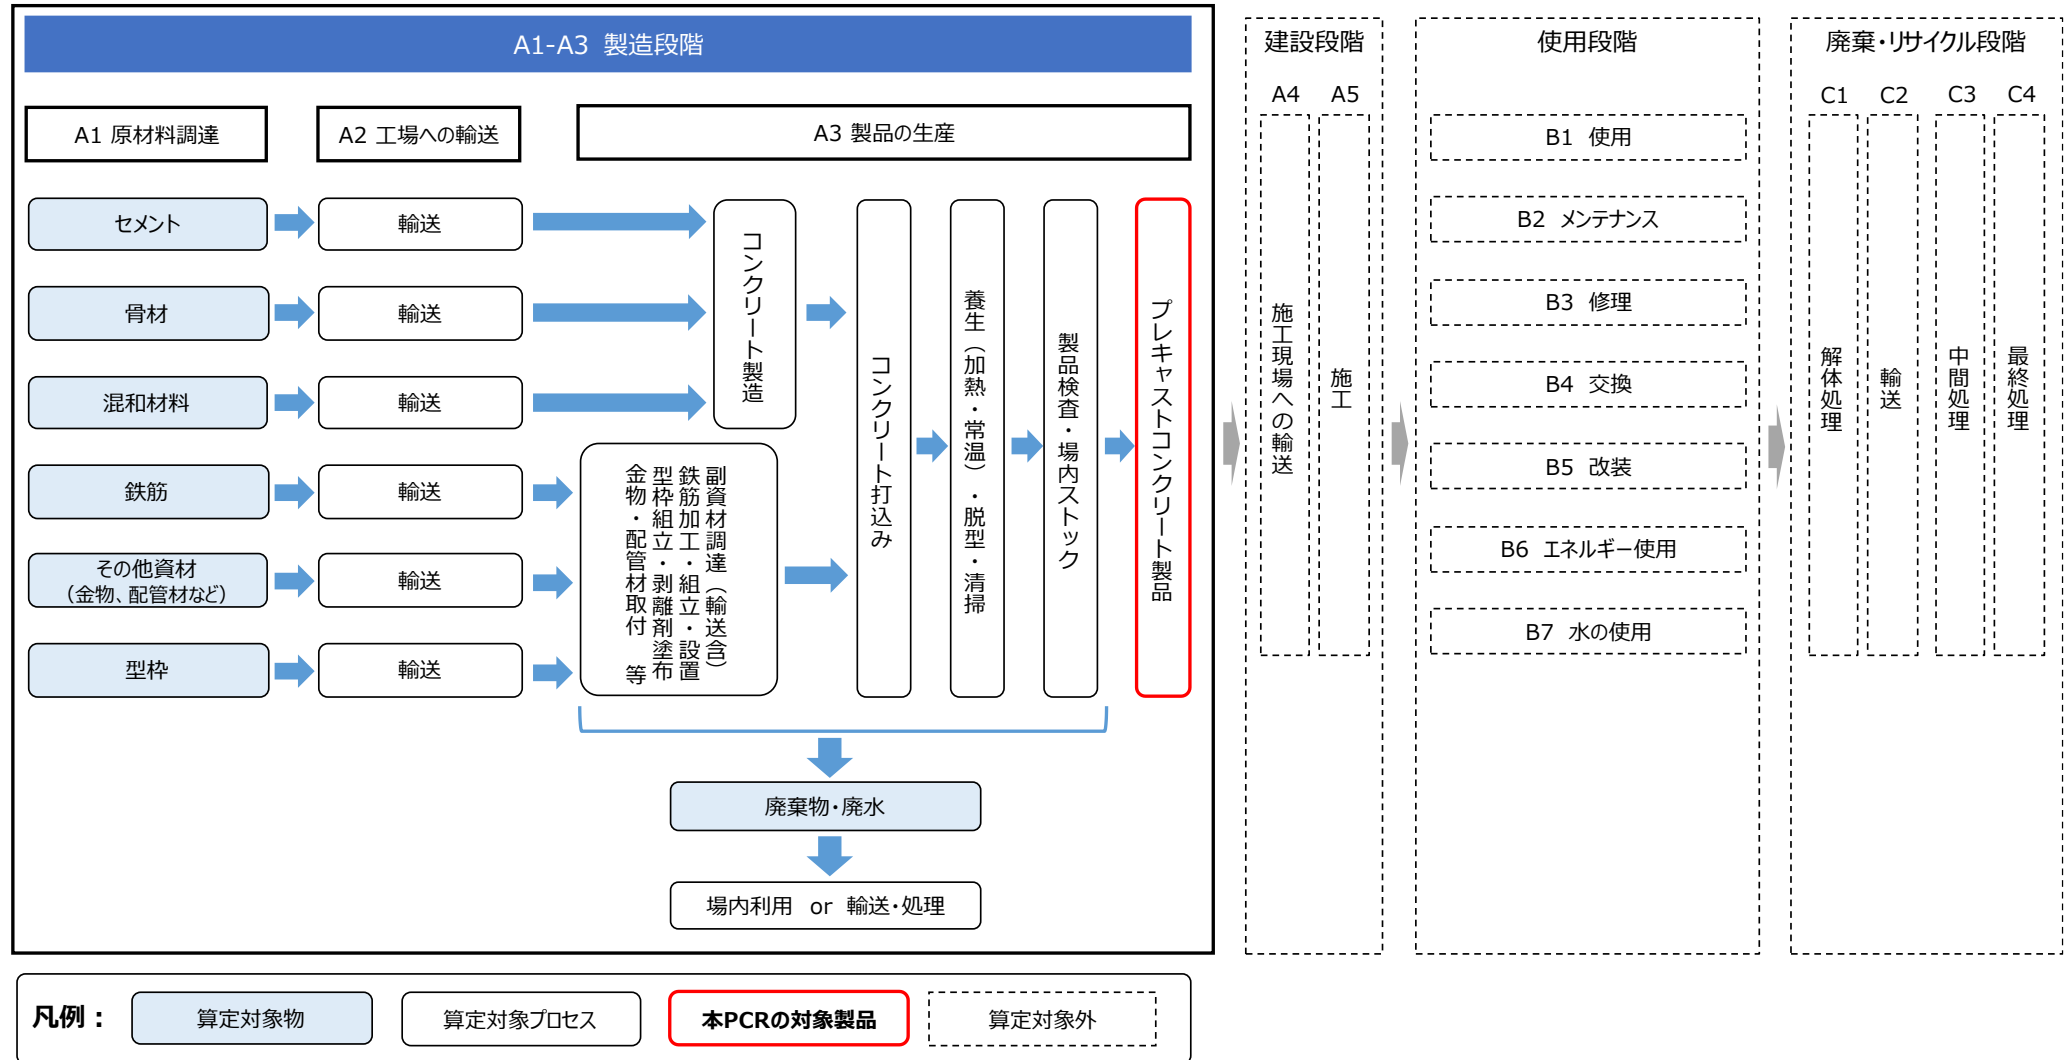 A1-A3 製造段階
A1 原材料調達
A2 工場への輸送
A3 製品の生産
セメント
輸送
骨材
輸送
混和材料
輸送
鉄筋
輸送
その他資材
（金物、配管材など）
輸送
型枠
輸送
コンクリート製造
副資材調達（輸送含）
鉄筋加工・組立・設置
型枠組立・剥離剤塗布
金物・配管材取付 等
コンクリート打込み
養生（加熱・常温）・脱型・清掃
製品検査・場内ストック
プレキャストコンクリート製品
廃棄物・廃水
場内利用 or 輸送・処理
建設段階
A4
A5
施工現場への輸送
施工
使用段階
B1 使用
B2 メンテナンス
B3 修理
B4 交換
B5 改装
B6 エネルギー使用
B7 水の使用
廃棄・リサイクル段階
C1
C2
C3
C4
解体処理
輸送
中間処理
最終処理
凡例：
算定対象物
算定対象プロセス
本PCRの対象製品
算定対象外